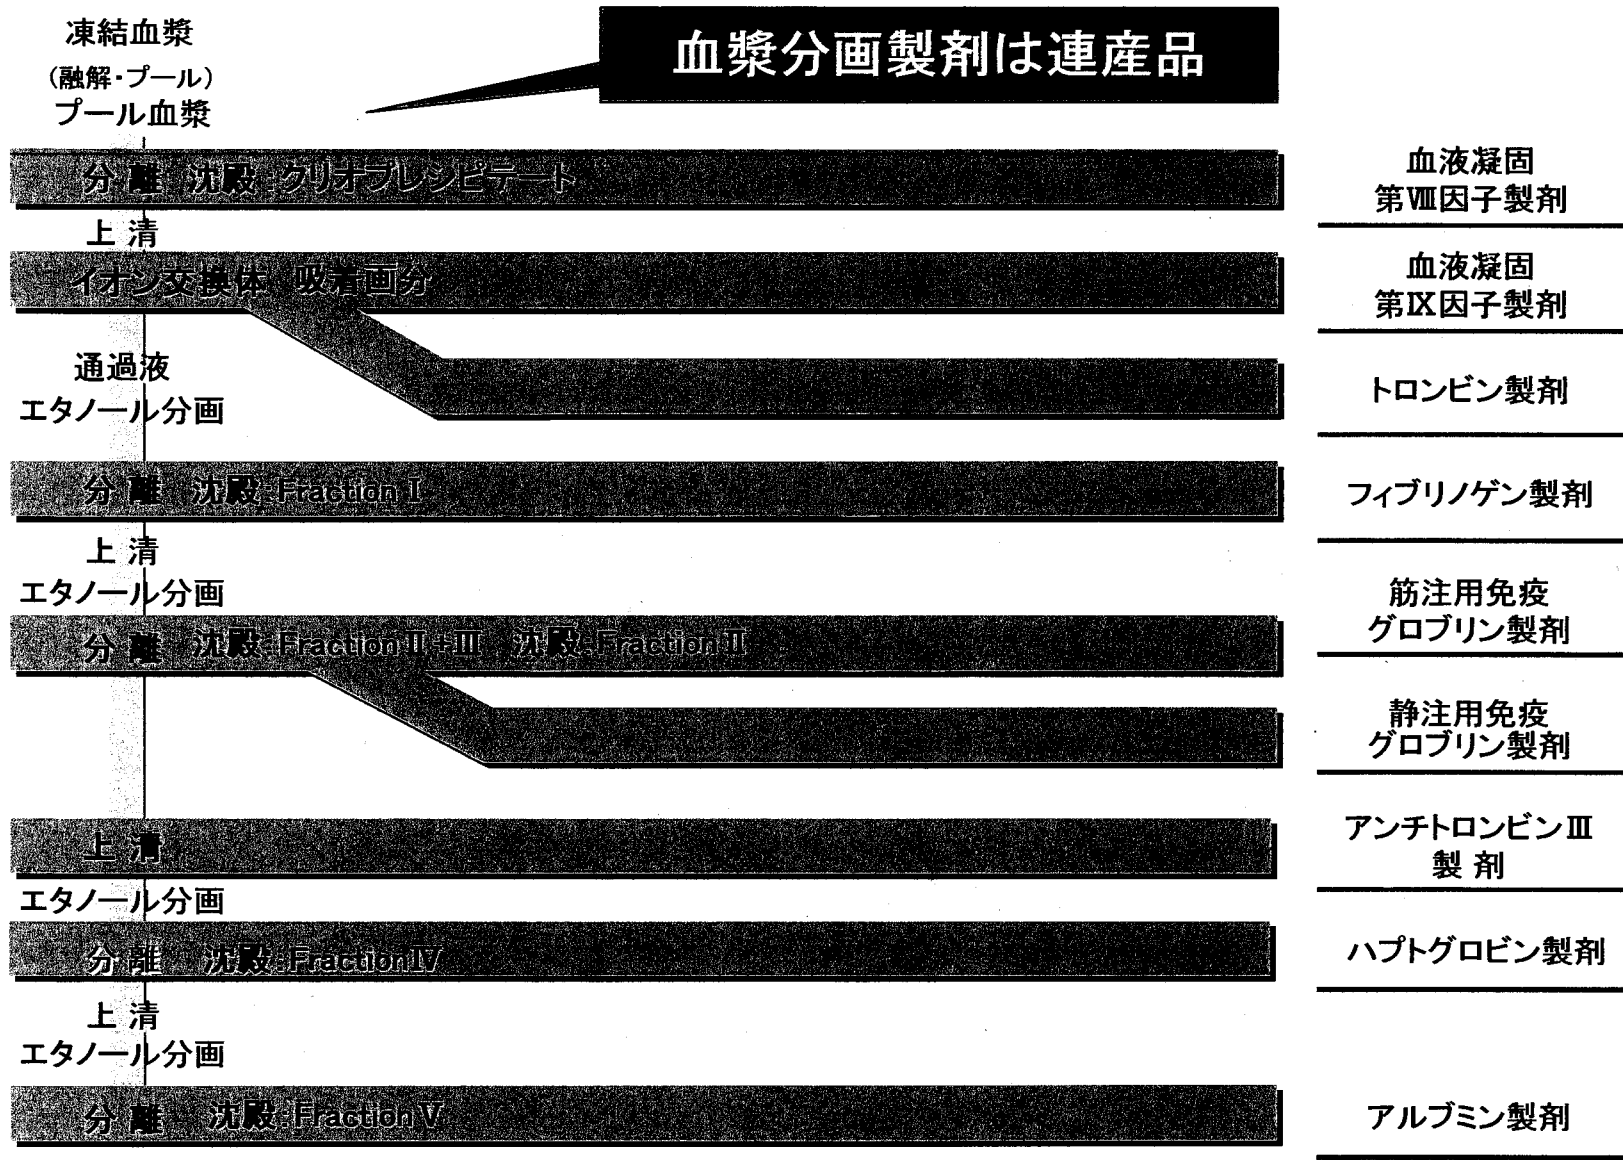 凍結血漿
(融解・プール)
プール血漿
血漿分画製剤は連産品
分 離 沈殿:クリオプレシピテート
血液凝固
第Ⅷ因子製剤
上 清
イオン交換体 吸着画分
血液凝固
第Ⅸ因子製剤
通過液
エタノール分画
トロンビン製剤
分 離 沈殿:Fraction Ⅰ
フィブリノゲン製剤
上 清
エタノール分画
分 離 沈殿:Fraction Ⅱ+Ⅲ 沈殿:Fraction Ⅱ
筋注用免疫
グロブリン製剤
静注用免疫
グロブリン製剤
上 清
アンチトロンビンⅢ
製 剤
エタノール分画
分 離 沈殿:Fraction Ⅳ
ハプトグロビン製剤
上 清
エタノール分画
分 離 沈殿:Fraction Ⅴ
アルブミン製剤